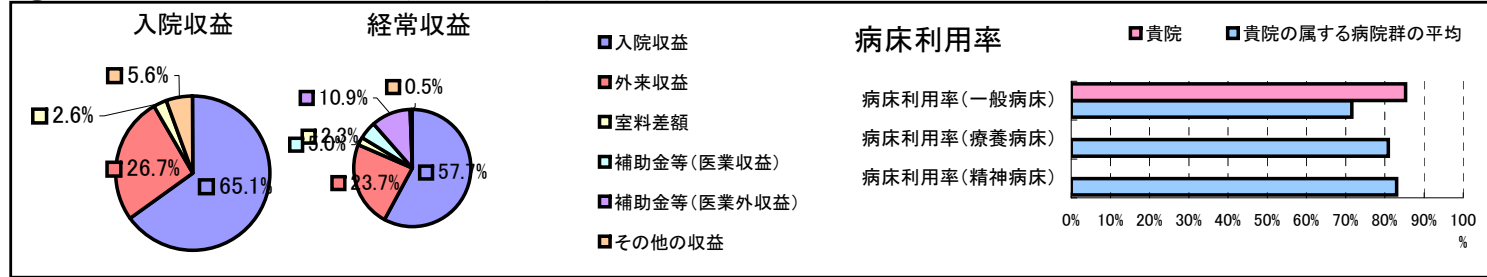 入院収益
5.6%
2.6%
26.7%
65.1%
経常収益
0.5%
10.9%
2.3%
5.0%
23.7%
57.7%
入院収益
外来収益
室料差額
補助金等(医業収益)
補助金等(医業外収益)
その他の収益
病床利用率
貴院
貴院の属する病院群の平均
病床利用率(一般病床)
病床利用率(療養病床)
病床利用率(精神病床)
0% 10% 20% 30% 40% 50% 60% 70% 80% 90% 100
%